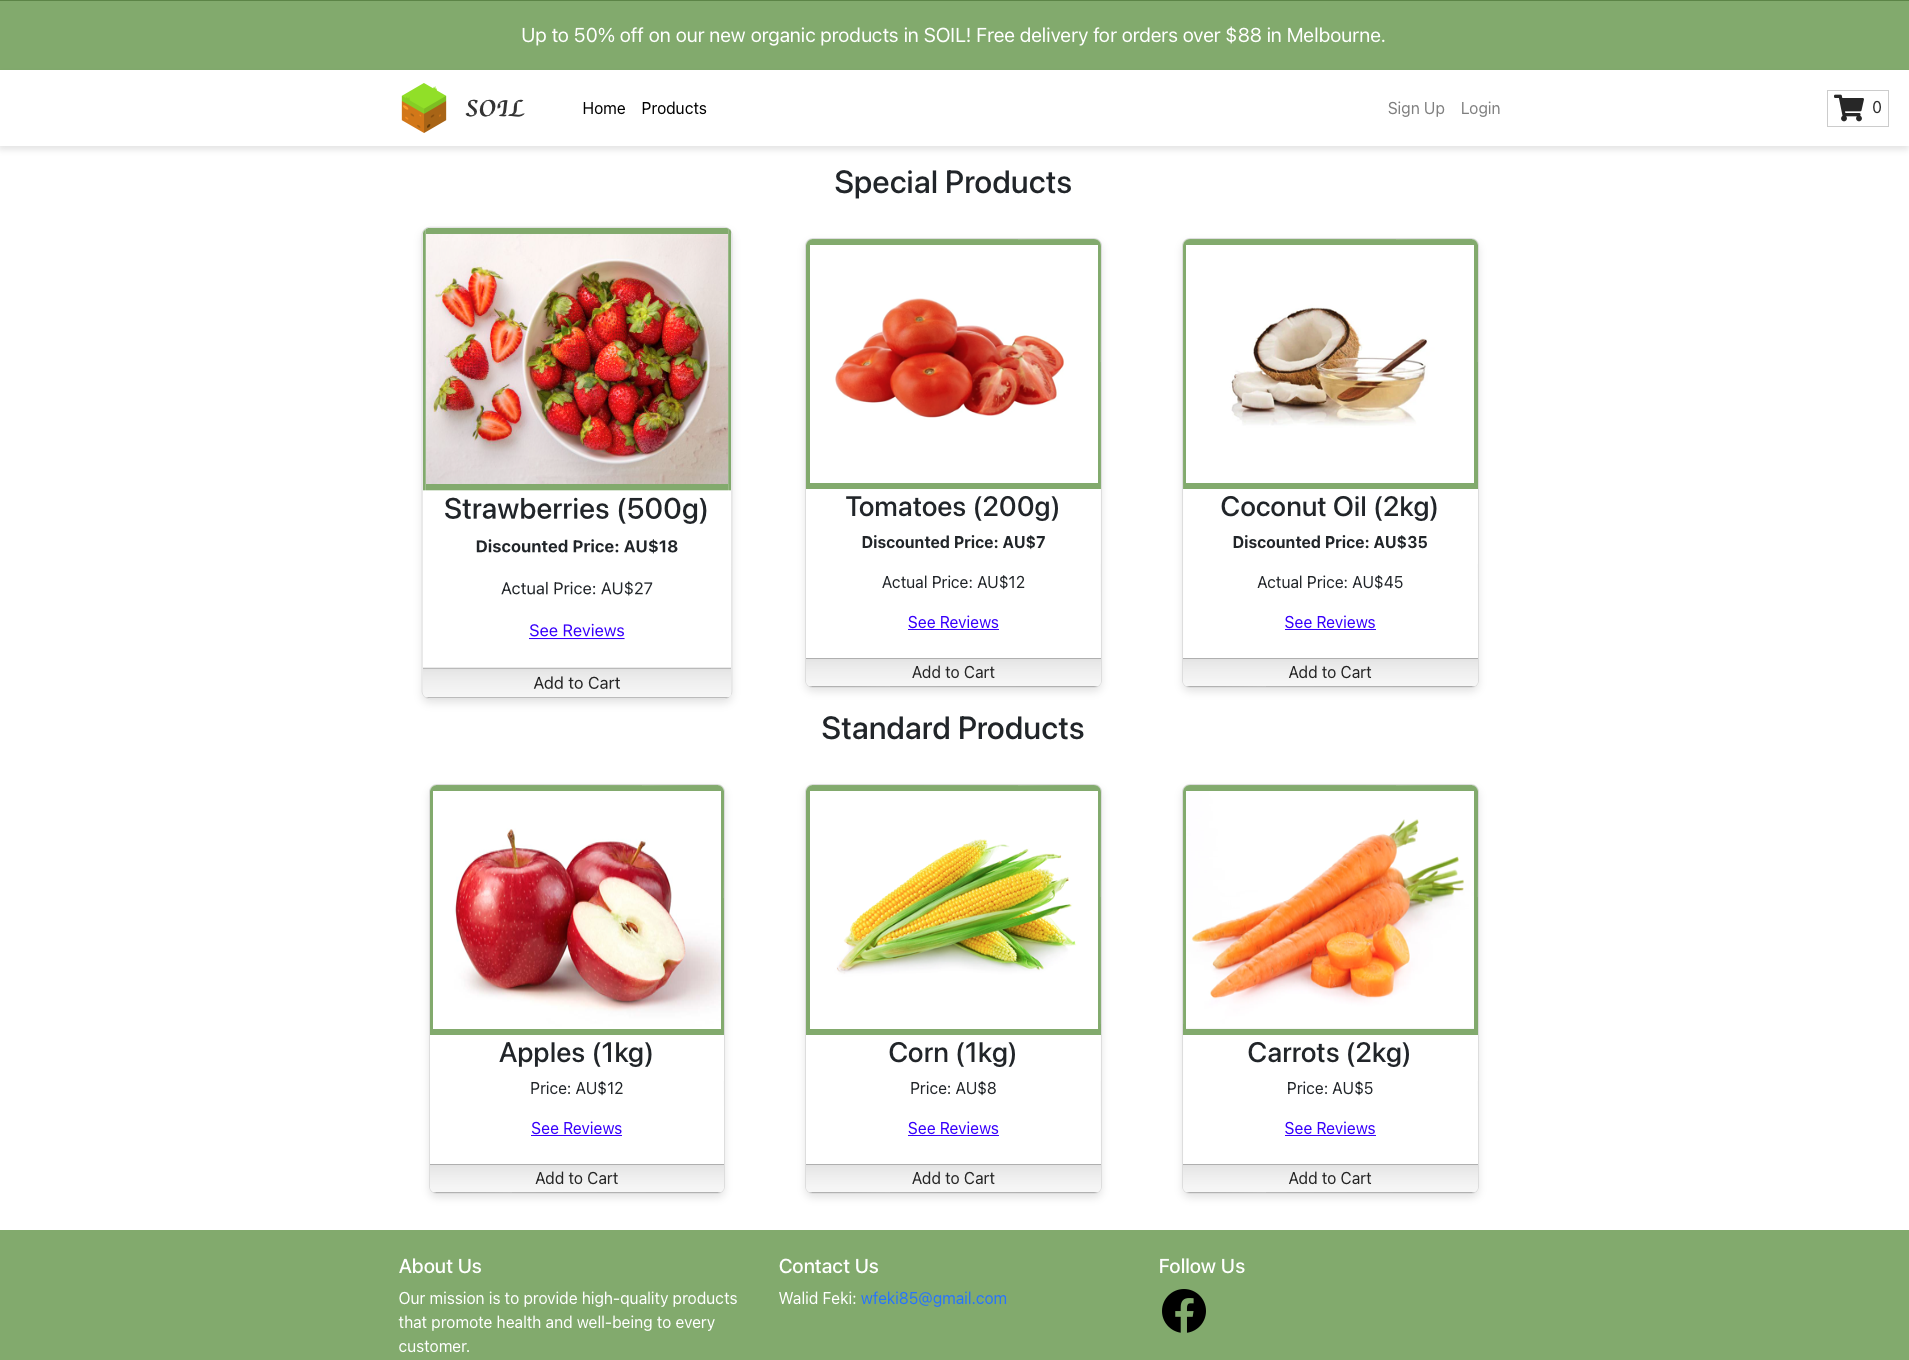 Up to 50% off on our new organic products in SOIL! Free delivery for orders over $88 in Melbourne.
SOIL
Home Products
Sign Up Login
0
Special Products
Strawberries (500g)
Discounted Price: AU$18
Actual Price: AU$27
See Reviews
Add to Cart
Tomatoes (200g)
Discounted Price: AU$7
Actual Price: AU$12
See Reviews
Add to Cart
Coconut Oil (2kg)
Discounted Price: AU$35
Actual Price: AU$45
See Reviews
Add to Cart
Standard Products
Apples (1kg)
Price: AU$12
See Reviews
Add to Cart
Corn (1kg)
Price: AU$8
See Reviews
Add to Cart
Carrots (2kg)
Price: AU$5
See Reviews
Add to Cart
About Us
Our mission is to provide high-quality products
that promote health and well-being to every
customer.
Contact Us
Walid Feki: wfeki85@gmail.com
Follow Us